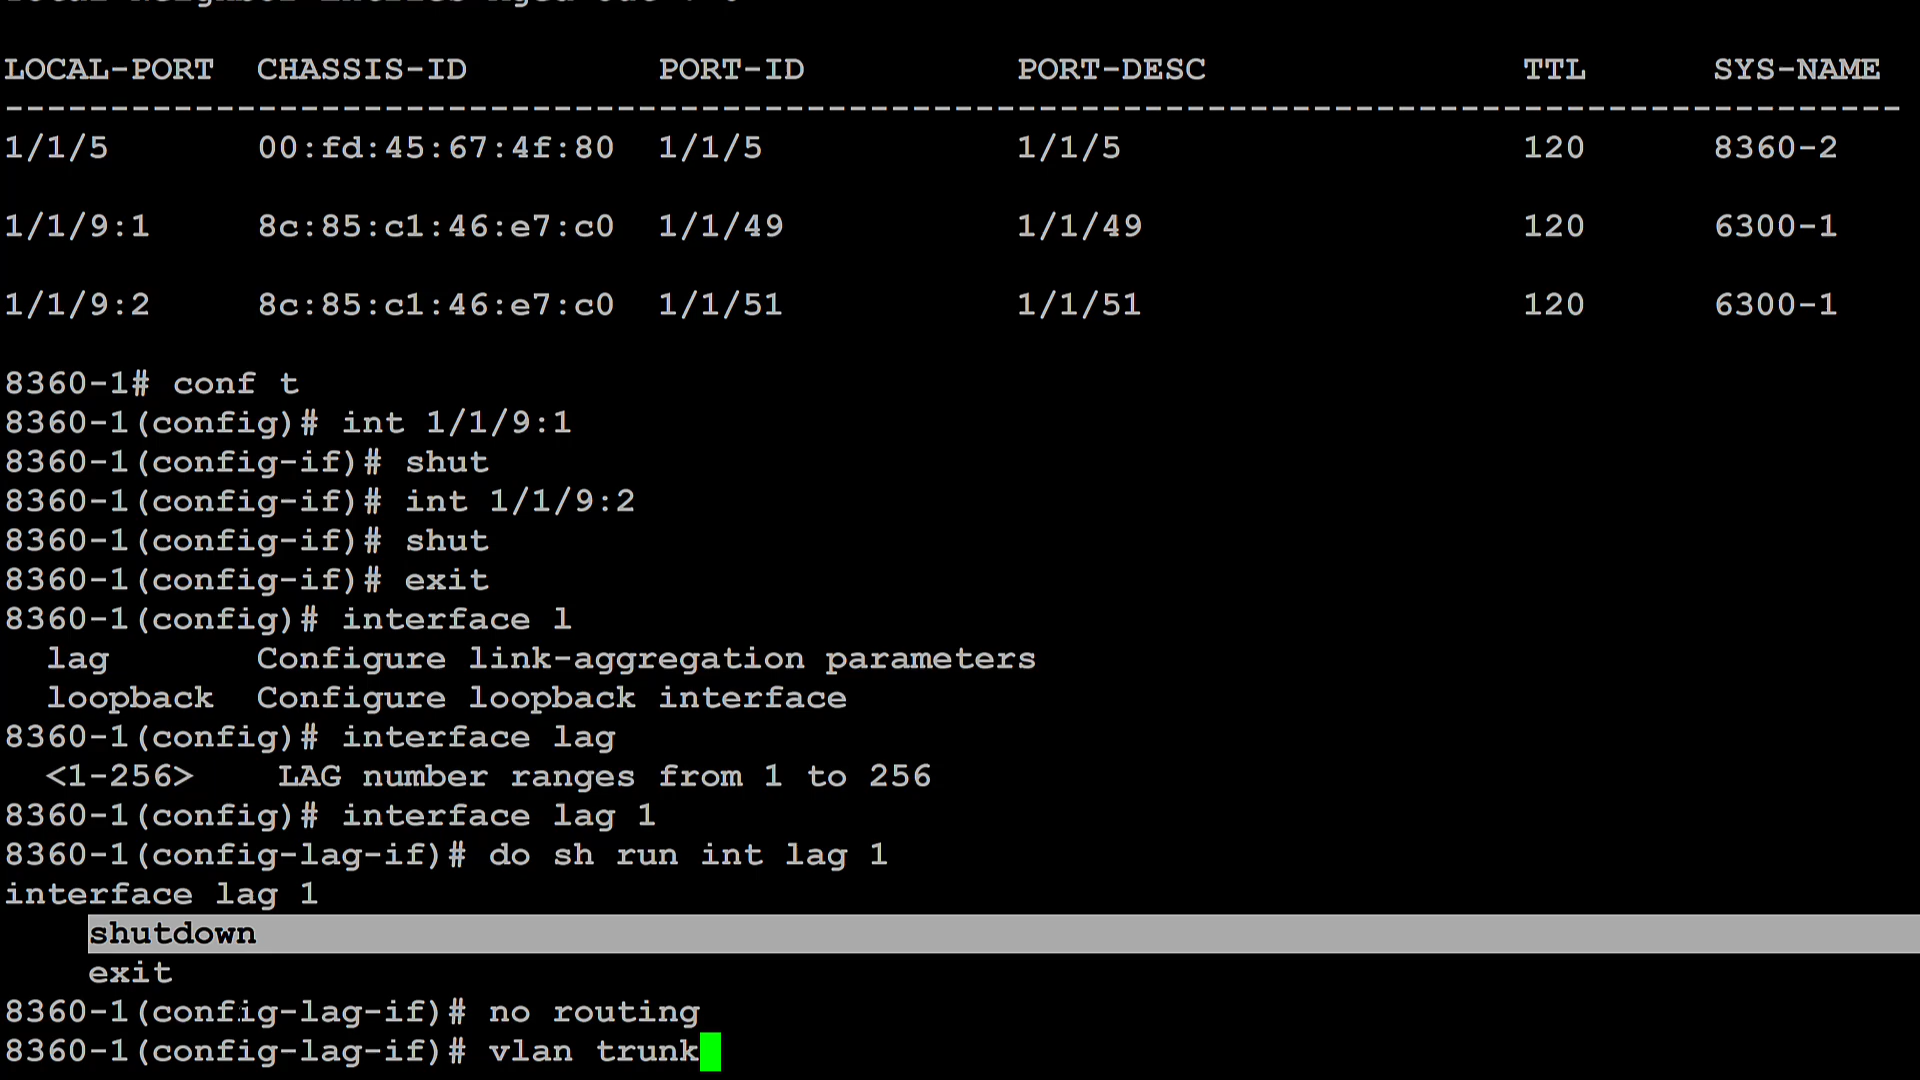 LOCAL-PORT CHASSIS-ID PORT-ID PORT-DESC TTL SYS-NAME
------------------------------------------------------------------------------------------
1/1/5 00:fd:45:67:4f:80 1/1/5 1/1/5 120 8360-2
1/1/9:1 8c:85:c1:46:e7:c0 1/1/49 1/1/49 120 6300-1
1/1/9:2 8c:85:c1:46:e7:c0 1/1/51 1/1/51 120 6300-1
8360-1# conf t
8360-1(config)# int 1/1/9:1
8360-1(config-if)# shut
8360-1(config-if)# int 1/1/9:2
8360-1(config-if)# shut
8360-1(config-if)# exit
8360-1(config)# interface l
lag Configure link-aggregation parameters
loopback Configure loopback interface
8360-1(config)# interface lag
<1-256> LAG number ranges from 1 to 256
8360-1(config)# interface lag 1
8360-1(config-lag-if)# do sh run int lag 1
interface lag 1
shutdown
exit
8360-1(config-lag-if)# no routing
8360-1(config-lag-if)# vlan trunk